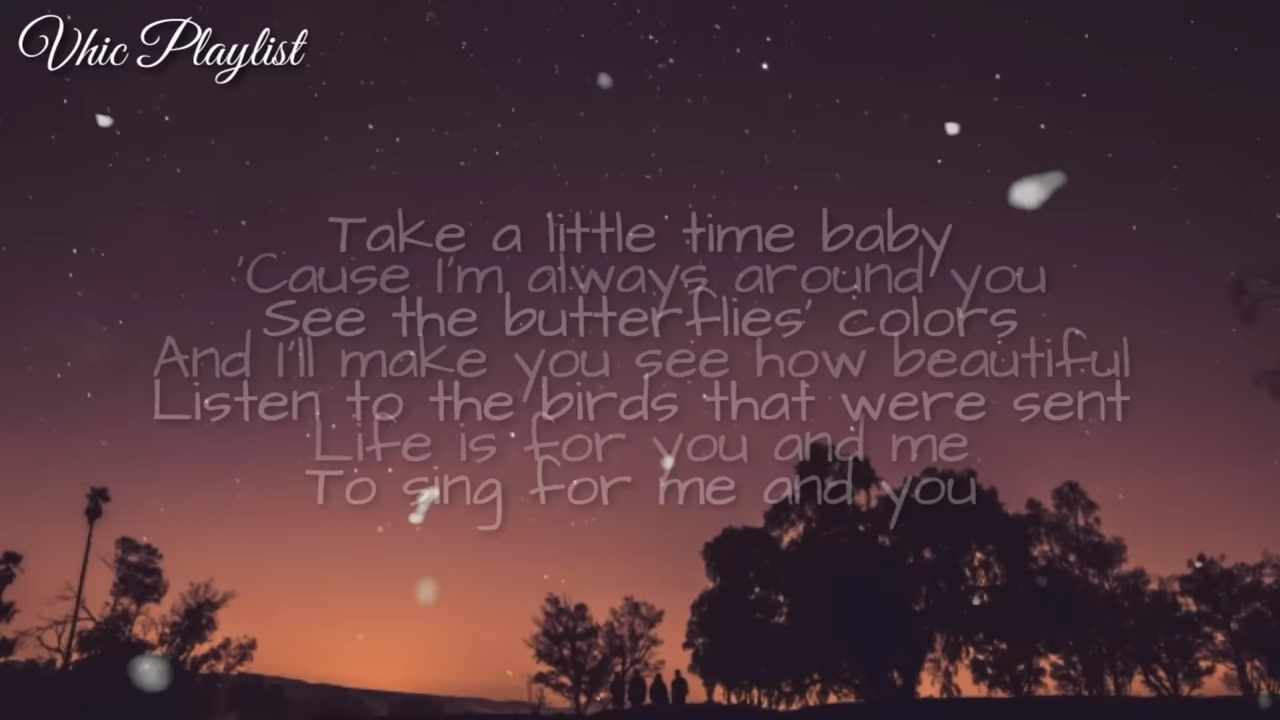 Vhic Playlist
Take a little time baby
'Cause I'm always around you
See the butterflies' colors
And I'll make you see how beautiful
Listen to the birds that were sent
Life is for you and me
To sing for me and you